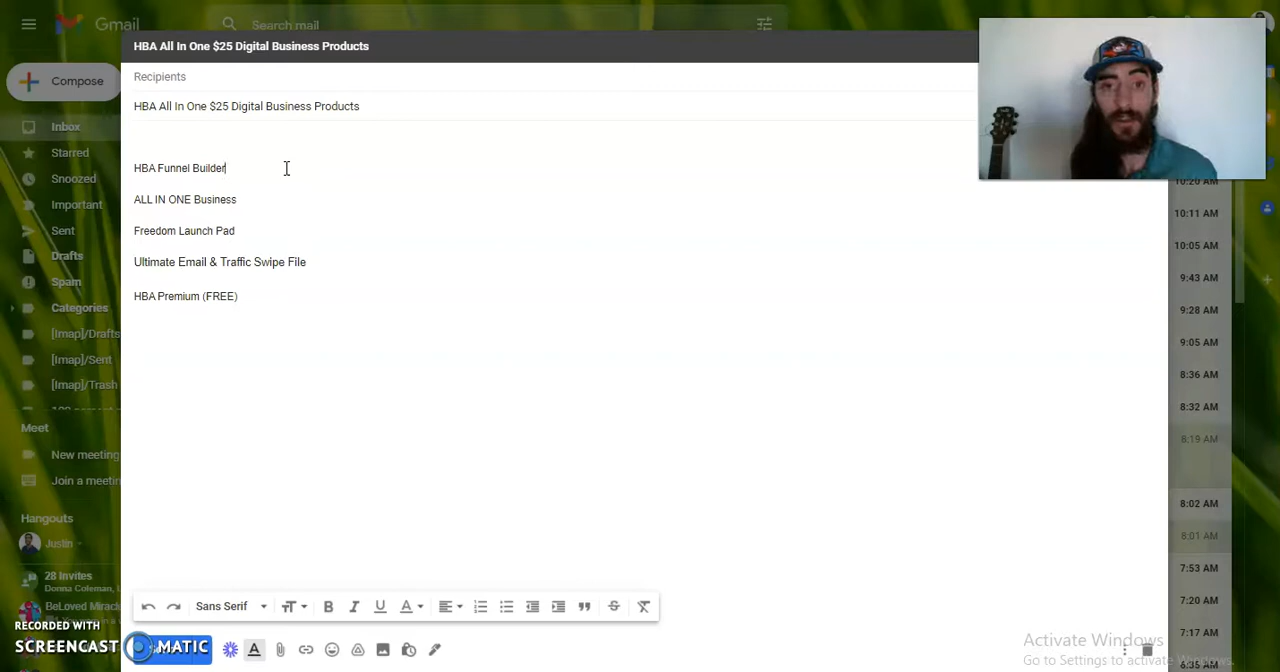 Gmail
Search mail
HBA All In One $25 Digital Business Products
Compose
Recipients
HBA All In One $25 Digital Business Products
Inbox
Starred
HBA Funnel Builder
Snoozed
10:20 AM
ALL IN ONE Business
Important
10:11 AM
Sent
Freedom Launch Pad
10:05 AM
Drafts
Ultimate Email & Traffic Swipe File
Spam
9:43 AM
HBA Premium (FREE)
Categories
9:28 AM
[Imap]/Drafts
9:05 AM
[Imap]/Sent
8:36 AM
[Imap]/Trash
8:32 AM
Meet
8:19 AM
New meeting
Join a meetin
8:02 AM
Hangouts
8:01 AM
Justin
7:53 AM
28 Invites
Donna Coleman, L
7:20 AM
BeLoved Miracl
Sans Serif
RECORDED WITH
7:17 AM
SCREENCAST MATIC
Activate Windows
Go to Settings to activate Windows.
6:35 AM